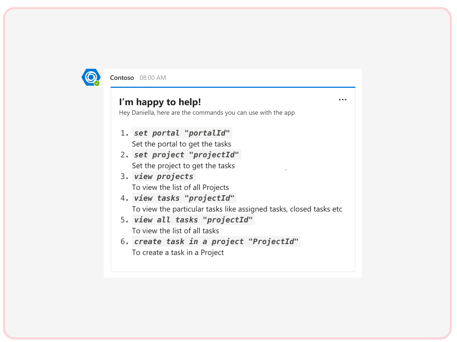 Contoso 08:00 AM
I'm happy to help!
Hey Daniella, here are the commands you can use with the app
1. set portal "portalId"
Set the portal to get the tasks
2. set project "projectId"
Set the project to get the tasks
3. view projects
To view the list of all Projects
4. view tasks "projectId"
To view the particular tasks like assigned tasks, closed tasks etc
5. view all tasks "projectId"
To view the list of all tasks
6. create task in a project "ProjectId"
To create a task in a Project